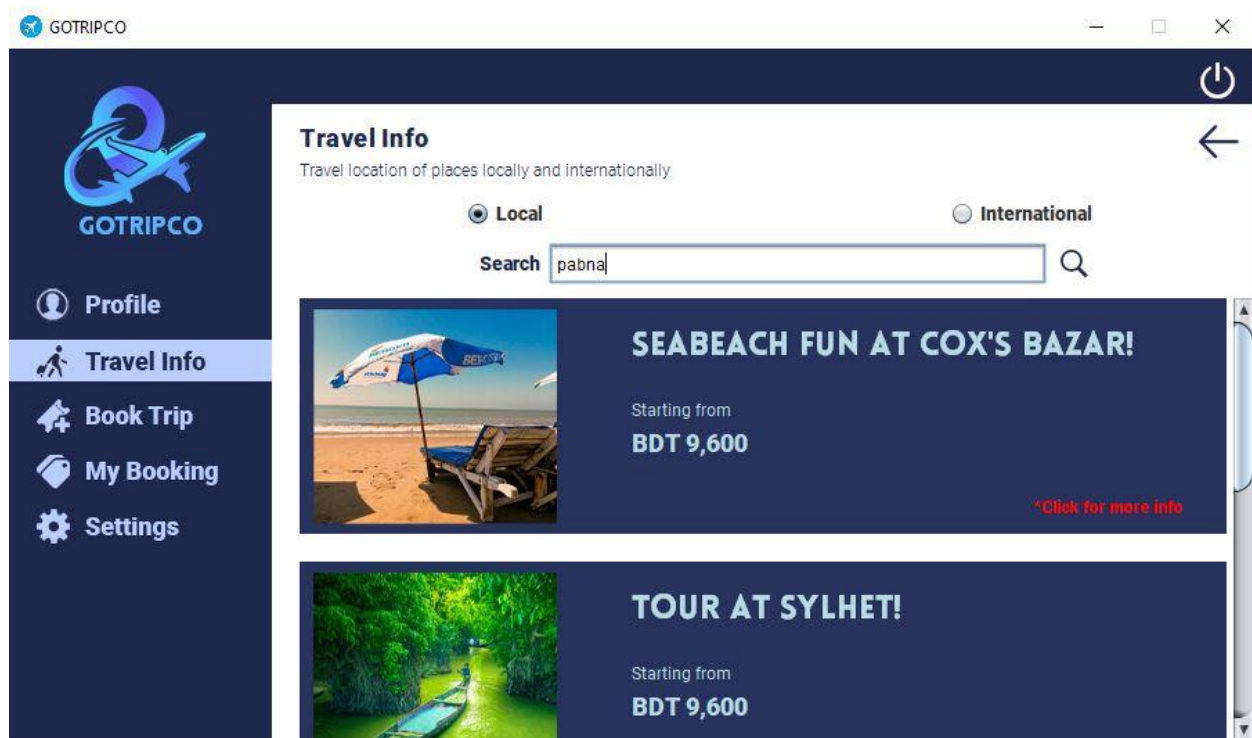 GOTRIPCO
GOTRIPCO
Profile
Travel Info
Book Trip
My Booking
Settings
Travel Info
Travel location of places locally and internationally
Local International
Search pabna
SEABEACH FUN AT COX'S BAZAR!
Starting from
BDT 9,600
*Click for more info
TOUR AT SYLHET!
Starting from
BDT 9,600